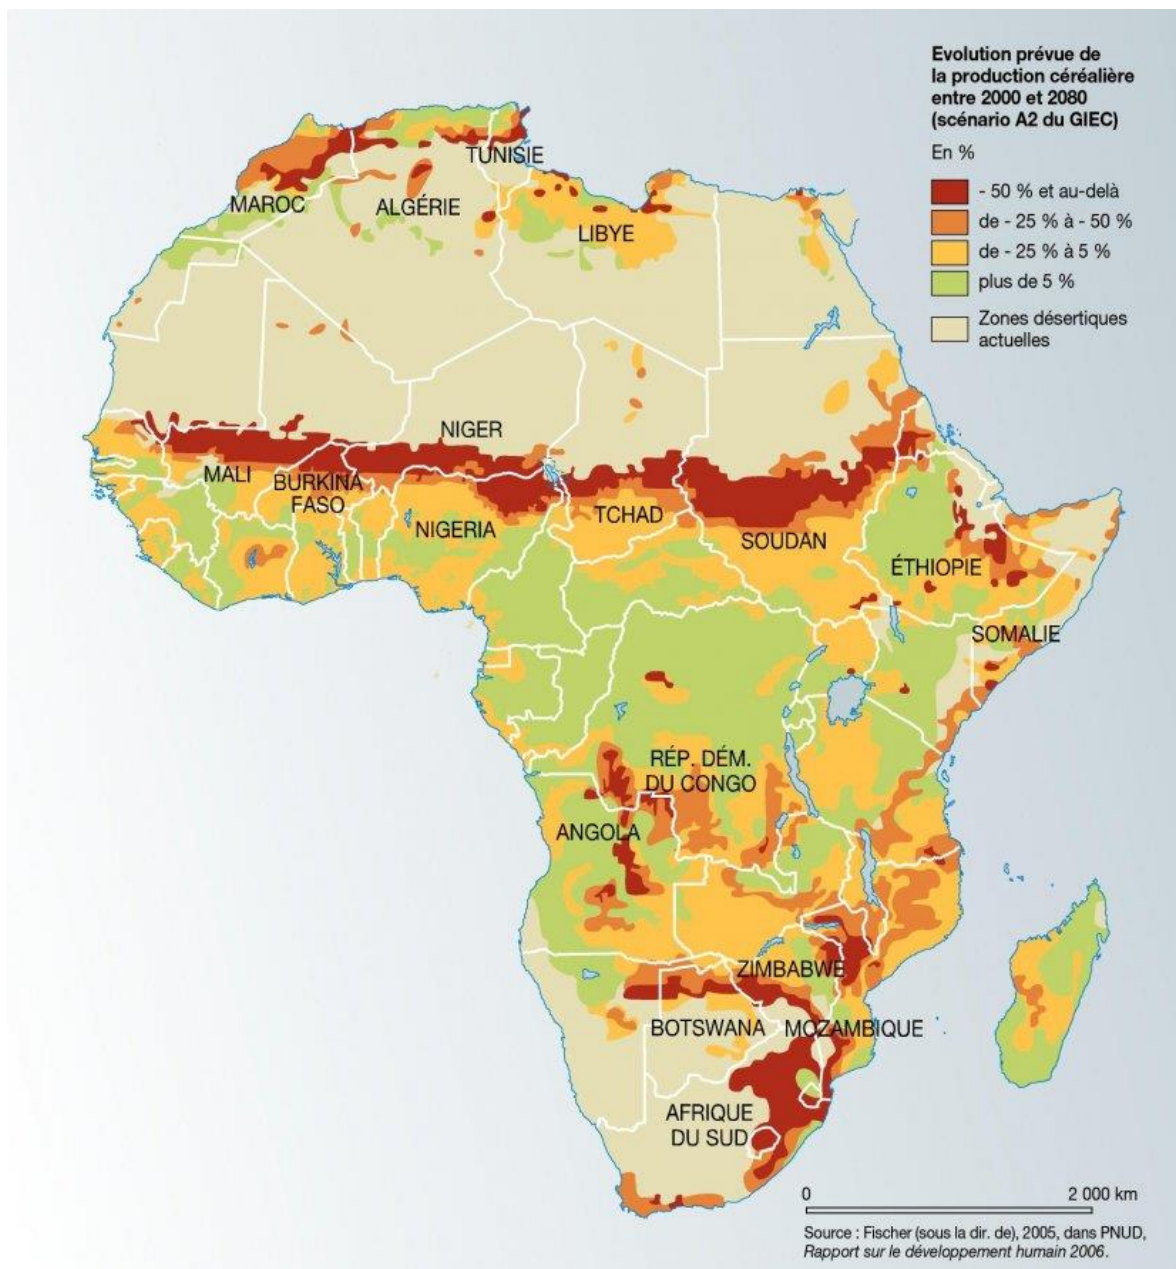 Evolution prévue de
la production céréalière
entre 2000 et 2080
(scénario A2 du GIEC)
En %
- 50 % et au-delà
de - 25 % à - 50 %
de - 25 % à 5 %
plus de 5 %
Zones désertiques
actuelles
TUNISIE
MAROC
ALGÉRIE
LIBYE
NIGER
MALI
BURKINA
FASO
NIGERIA
TCHAD
SOUDAN
ÉTHIOPIE
SOMALIE
RÉP. DÉM.
DU CONGO
ANGOLA
ZIMBABWE
BOTSWANA
MOZAMBIQUE
AFRIQUE
DU SUD
0 2 000 km
Source : Fischer (sous la dir. de), 2005, dans PNUD,
Rapport sur le développement humain 2006.